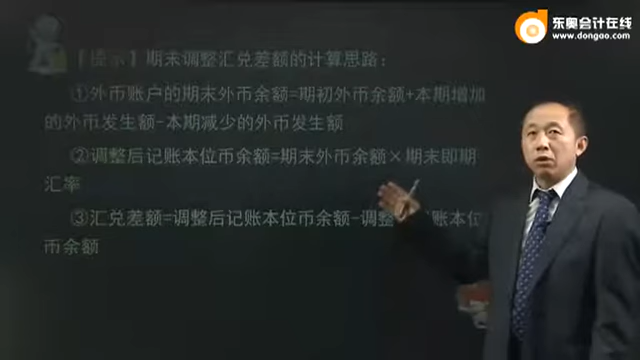 东奥会计在线
www.dongao.com
【提示】期末调整汇兑差额的计算思路：
①外币账户的期末外币余额=期初外币余额+本期增加
的外币发生额-本期减少的外币发生额
②调整后记账本位币余额=期末外币余额×期末即期
汇率
③汇兑差额=调整后记账本位币余额-调整 账本位
币余额